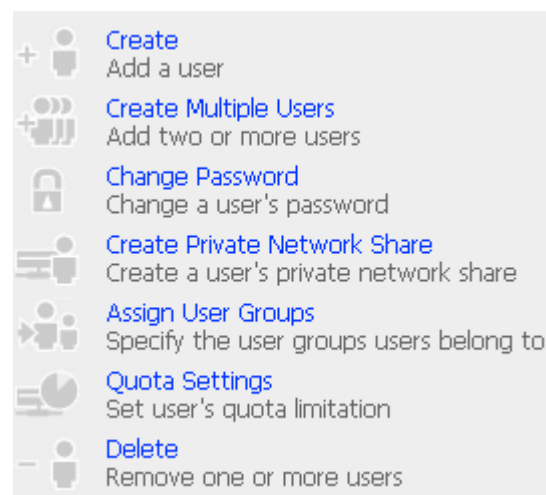 Create
Add a user
Create Multiple Users
Add two or more users
Change Password
Change a user's password
Create Private Network Share
Create a user's private network share
Assign User Groups
Specify the user groups users belong to
Quota Settings
Set user's quota limitation
Delete
Remove one or more users